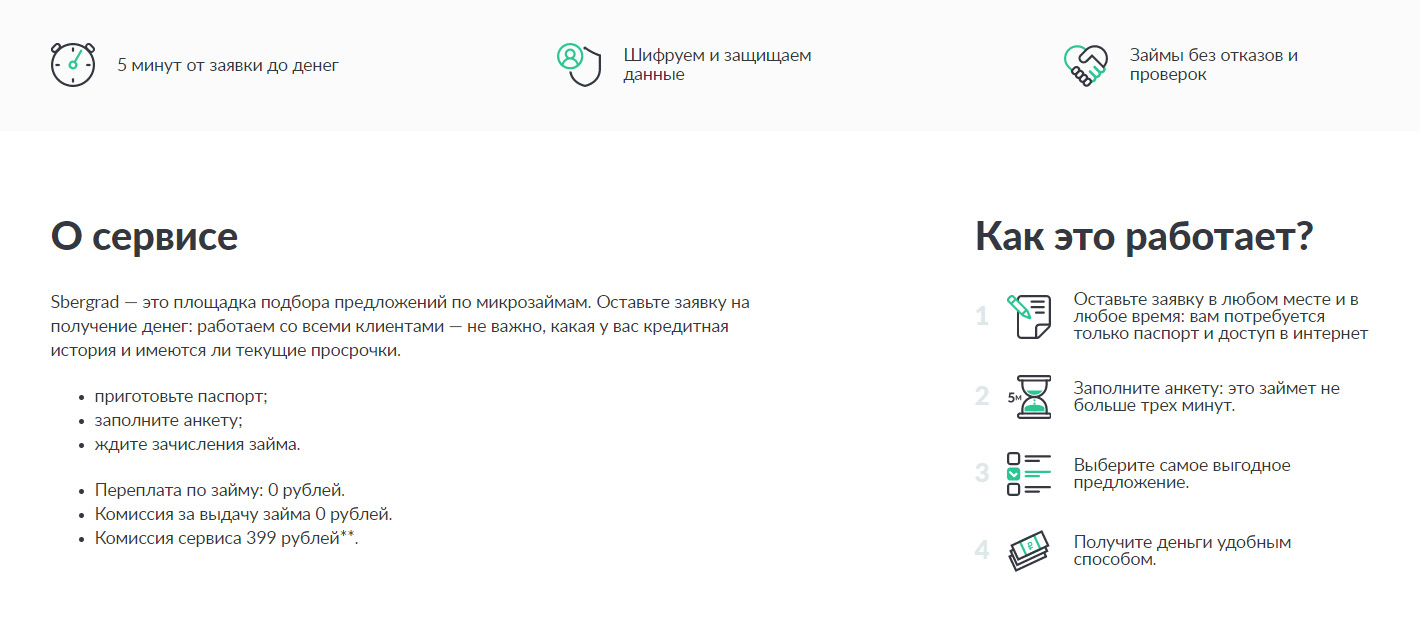 5 минут от заявки до денег
Шифруем и защищаем
данные
Займы без отказов и
проверок
О сервисе
Sbergrad — это площадка подбора предложений по микрозаймам. Оставьте заявку на
получение денег: работаем со всеми клиентами — не важно, какая у вас кредитная
история и имеются ли текущие просрочки.
• приготовьте паспорт;
• заполните анкету;
• ждите зачисления займа.
• Переплата по займу: 0 рублей.
• Комиссия за выдачу займа 0 рублей.
• Комиссия сервиса 399 рублей**.
Как это работает?
1
Оставьте заявку в любом месте и в
любое время: вам потребуется
только паспорт и доступ в интернет
2
5м
Заполните анкету: это займет не
больше трех минут.
3
Выберите самое выгодное
предложение.
4
₽
Получите деньги удобным
способом.